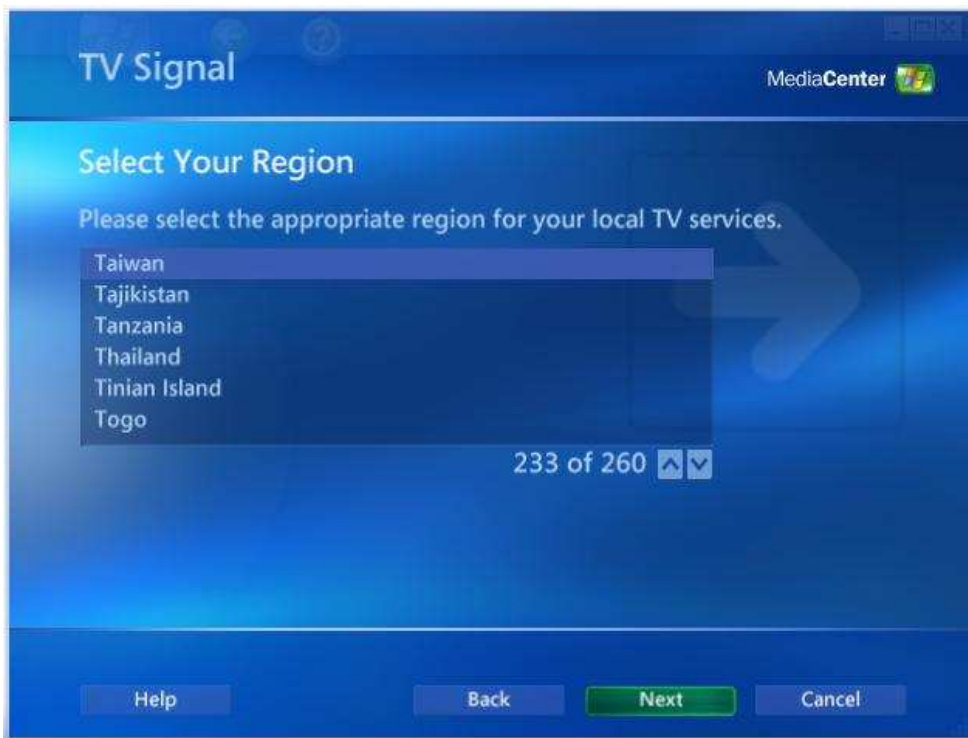 TV Signal
MediaCenter
Select Your Region
Please select the appropriate region for your local TV services.
Taiwan
Tajikistan
Tanzania
Thailand
Tinian Island
Togo
233 of 260
Help
Back
Next
Cancel